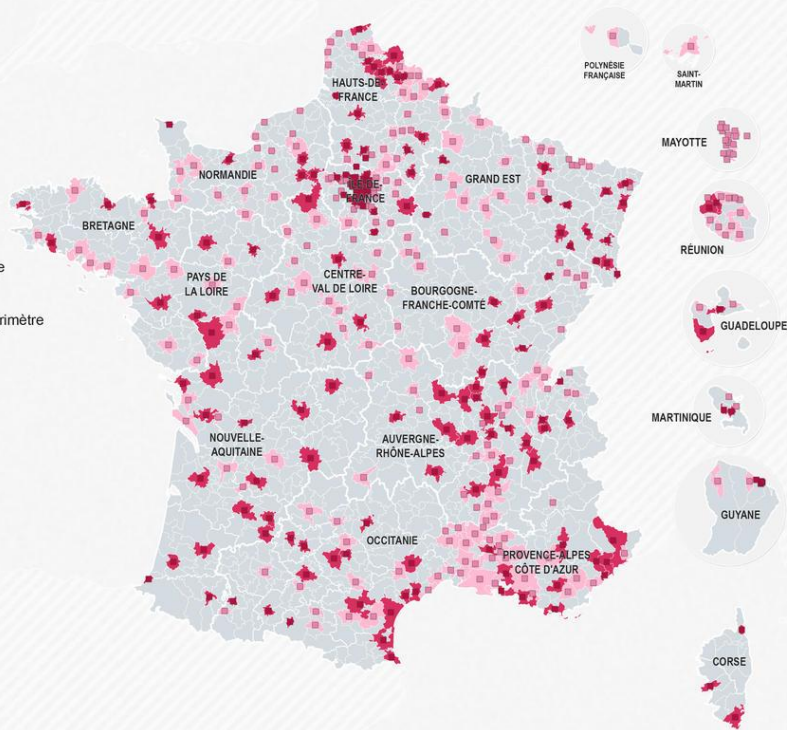 POLYNÉSIE
FRANÇAISE
SAINT-
MARTIN
HAUTS-DE-
FRANCE
MAYOTTE
NORMANDIE
ÎLE-DE-
FRANCE
GRAND EST
BRETAGNE
RÉUNION
e
PAYS DE
LA LOIRE
CENTRE-
VAL DE LOIRE
BOURGOGNE-
FRANCHE-COMTÉ
rimètre
GUADELOUPE
MARTINIQUE
NOUVELLE-
AQUITAINE
AUVERGNE-
RHÔNE-ALPES
GUYANE
OCCITANIE
PROVENCE-ALPES
CÔTE D'AZUR
CORSE